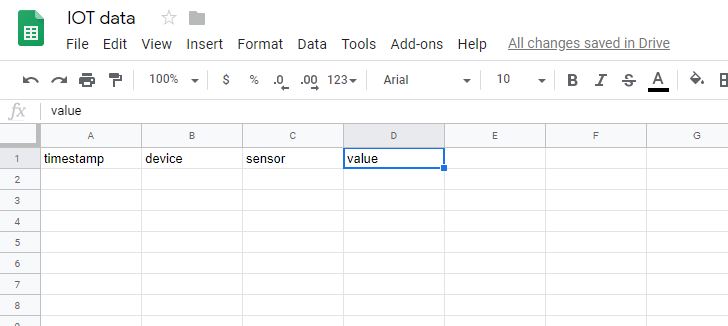 IOT data
File Edit View Insert Format Data Tools Add-ons Help All changes saved in Drive
100% $ % .0 .00 123 Arial 10 B I S A
fx value
A B C D E F G
1 timestamp device sensor value
2
3
4
5
6
7
8